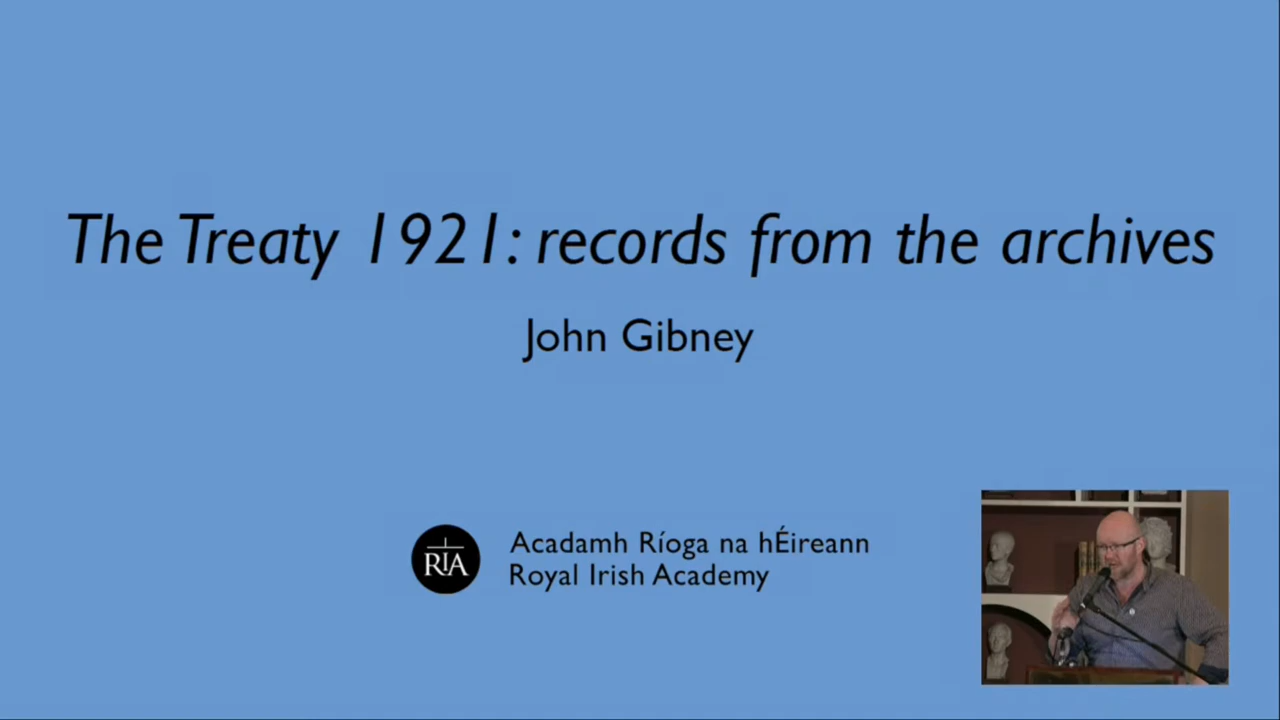 The Treaty 1921: records from the archives
John Gibney
RIA
Acadamh Ríoga na hÉireann
Royal Irish Academy